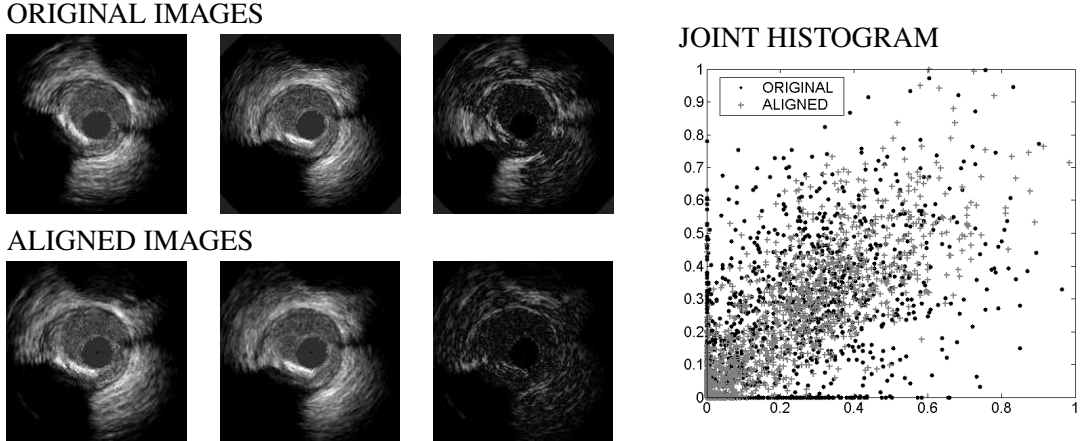 ORIGINAL IMAGES
ALIGNED IMAGES
JOINT HISTOGRAM
1
0.9
0.8
0.7
0.6
0.5
0.4
0.3
0.2
0.1
0
ORIGINAL
ALIGNED
0 0.2 0.4 0.6 0.8 1